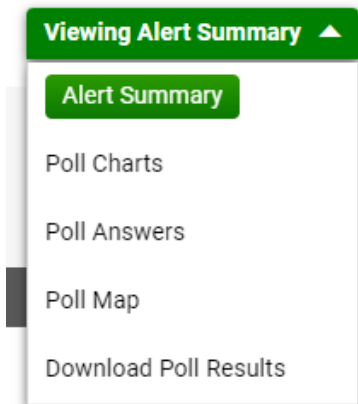 Viewing Alert Summary
Alert Summary
Poll Charts
Poll Answers
Poll Map
Download Poll Results